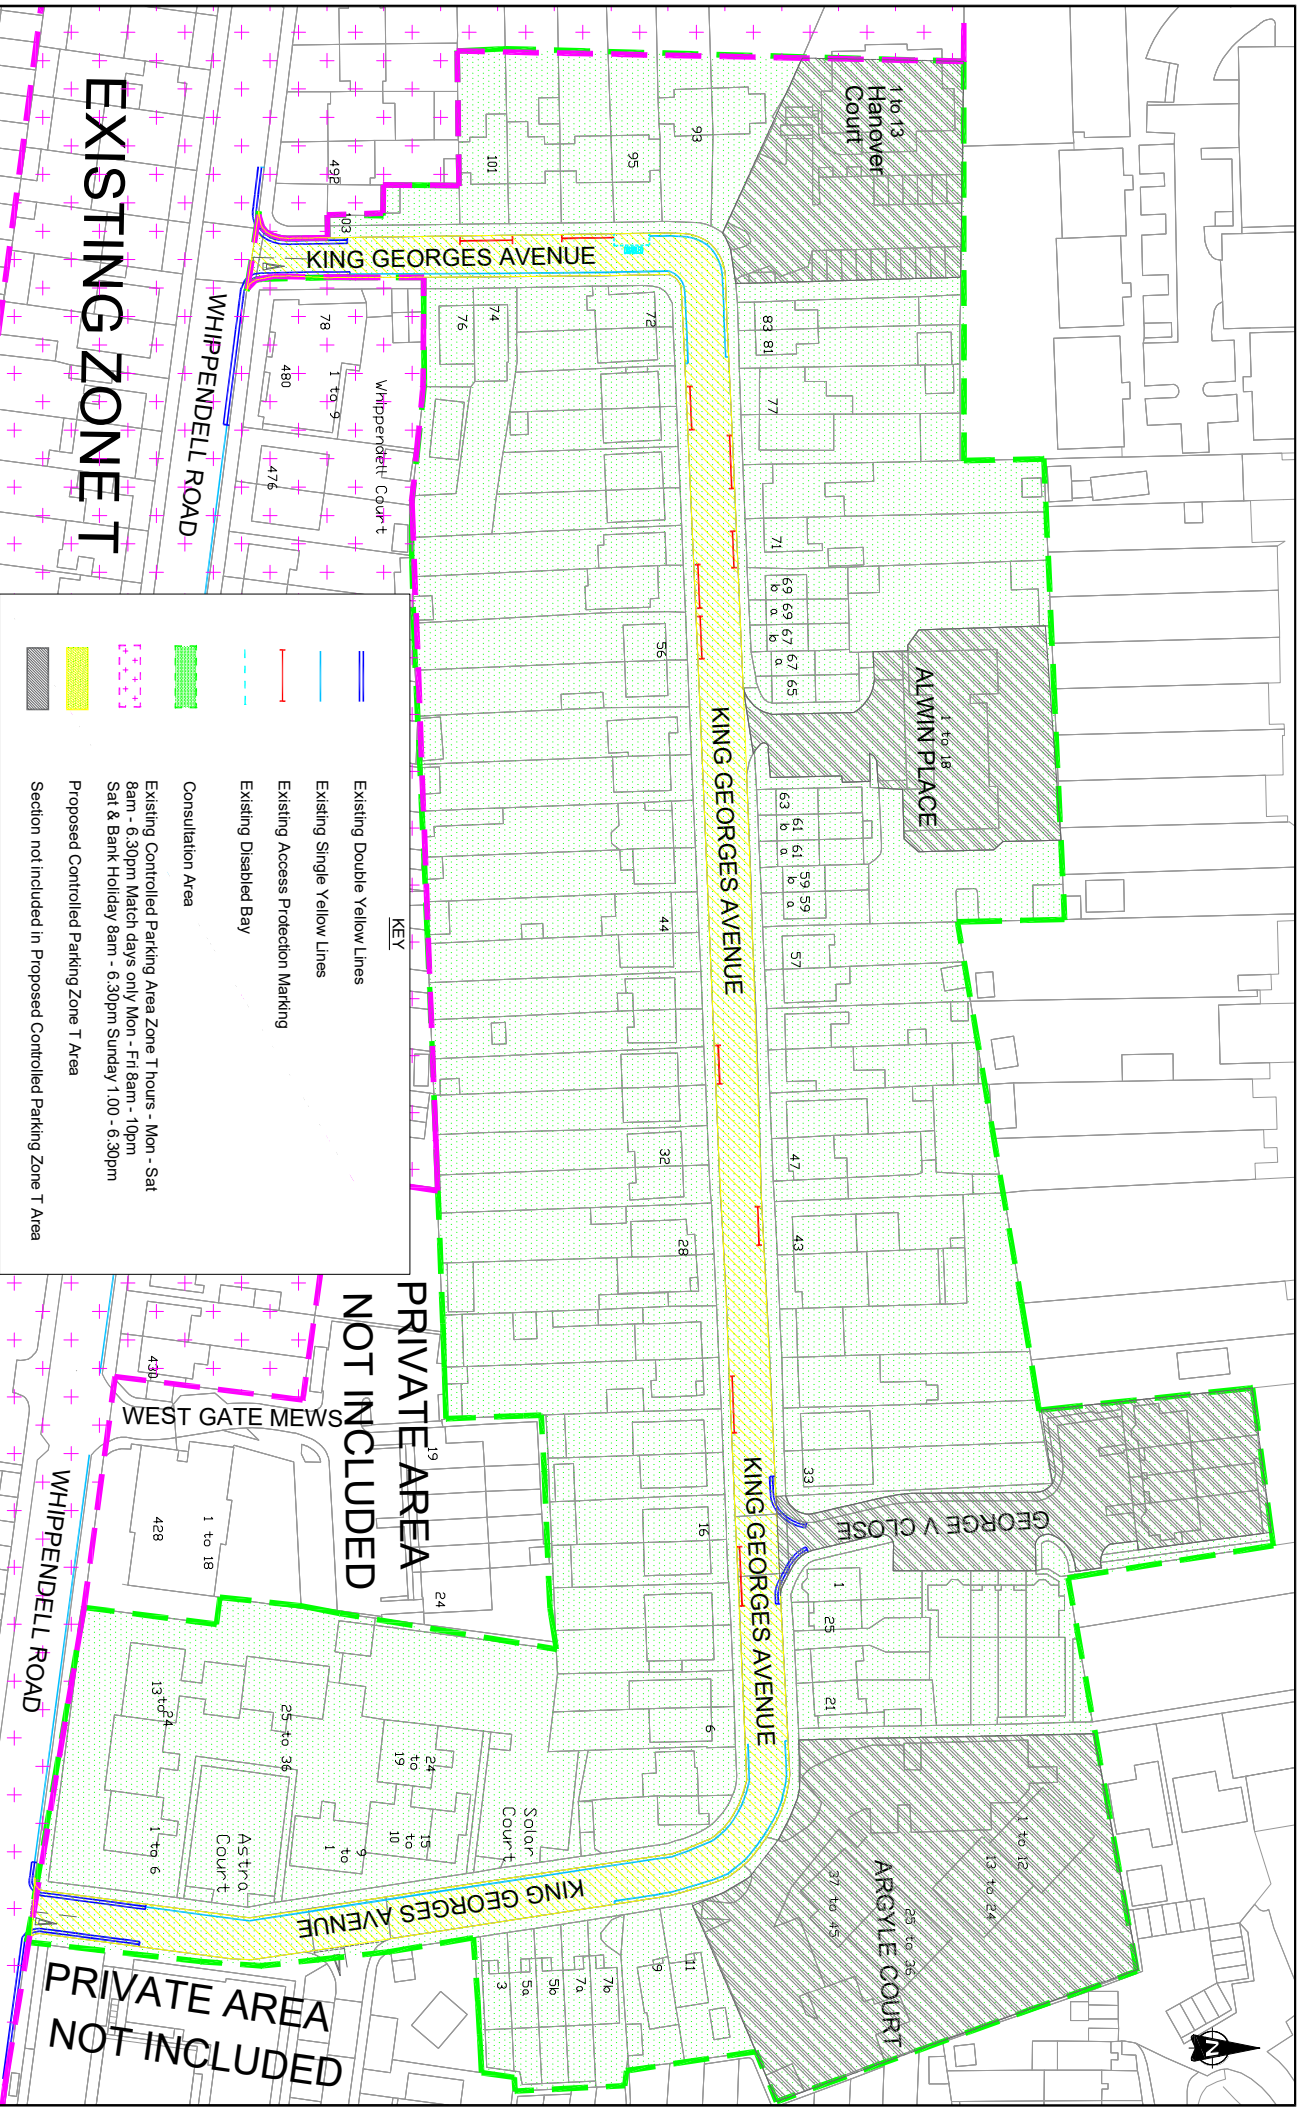 1 to 13
Hanover
Court
93
95
101
103
492
KING GEORGES AVENUE
EXISTING ZONE T
WHIPPENDELL ROAD
78
480
1 to 9
476
Whippendell Court
76
74
72
83 81
77
71
69 69 67 67 65
b a b a
56
ALWIN PLACE
1 to 18
KING GEORGES AVENUE
63 61 61 59 59
b a b a
57
44
47
43
32
28
33
GEORGE V CLOSE
KING GEORGES AVENUE
16
1
25
21
6
KEY
Existing Double Yellow Lines
Existing Single Yellow Lines
Existing Access Protection Marking
Existing Disabled Bay
Consultation Area
Existing Controlled Parking Area Zone T hours - Mon - Sat
8am - 6.30pm Match days only Mon - Fri 8am - 10pm
Sat & Bank Holiday 8am - 6.30pm Sunday 1.00 - 6.30pm
Proposed Controlled Parking Zone T Area
Section not included in Proposed Controlled Parking Zone T Area
PRIVATE AREA
NOT INCLUDED
430
WEST GATE MEWS
19
24
1 to 18
428
WHIPPENDELL ROAD
13 to 24
25 to 36
24
to
19
15
to
10
9
to
1
1 to 6
Astra
Court
Solar
Court
KING GEORGES AVENUE
ARGYLE COURT
1 to 12
13 to 24
25 to 36
37 to 45
11
9
7b
7a
5b
5a
3
PRIVATE AREA
NOT INCLUDED
N